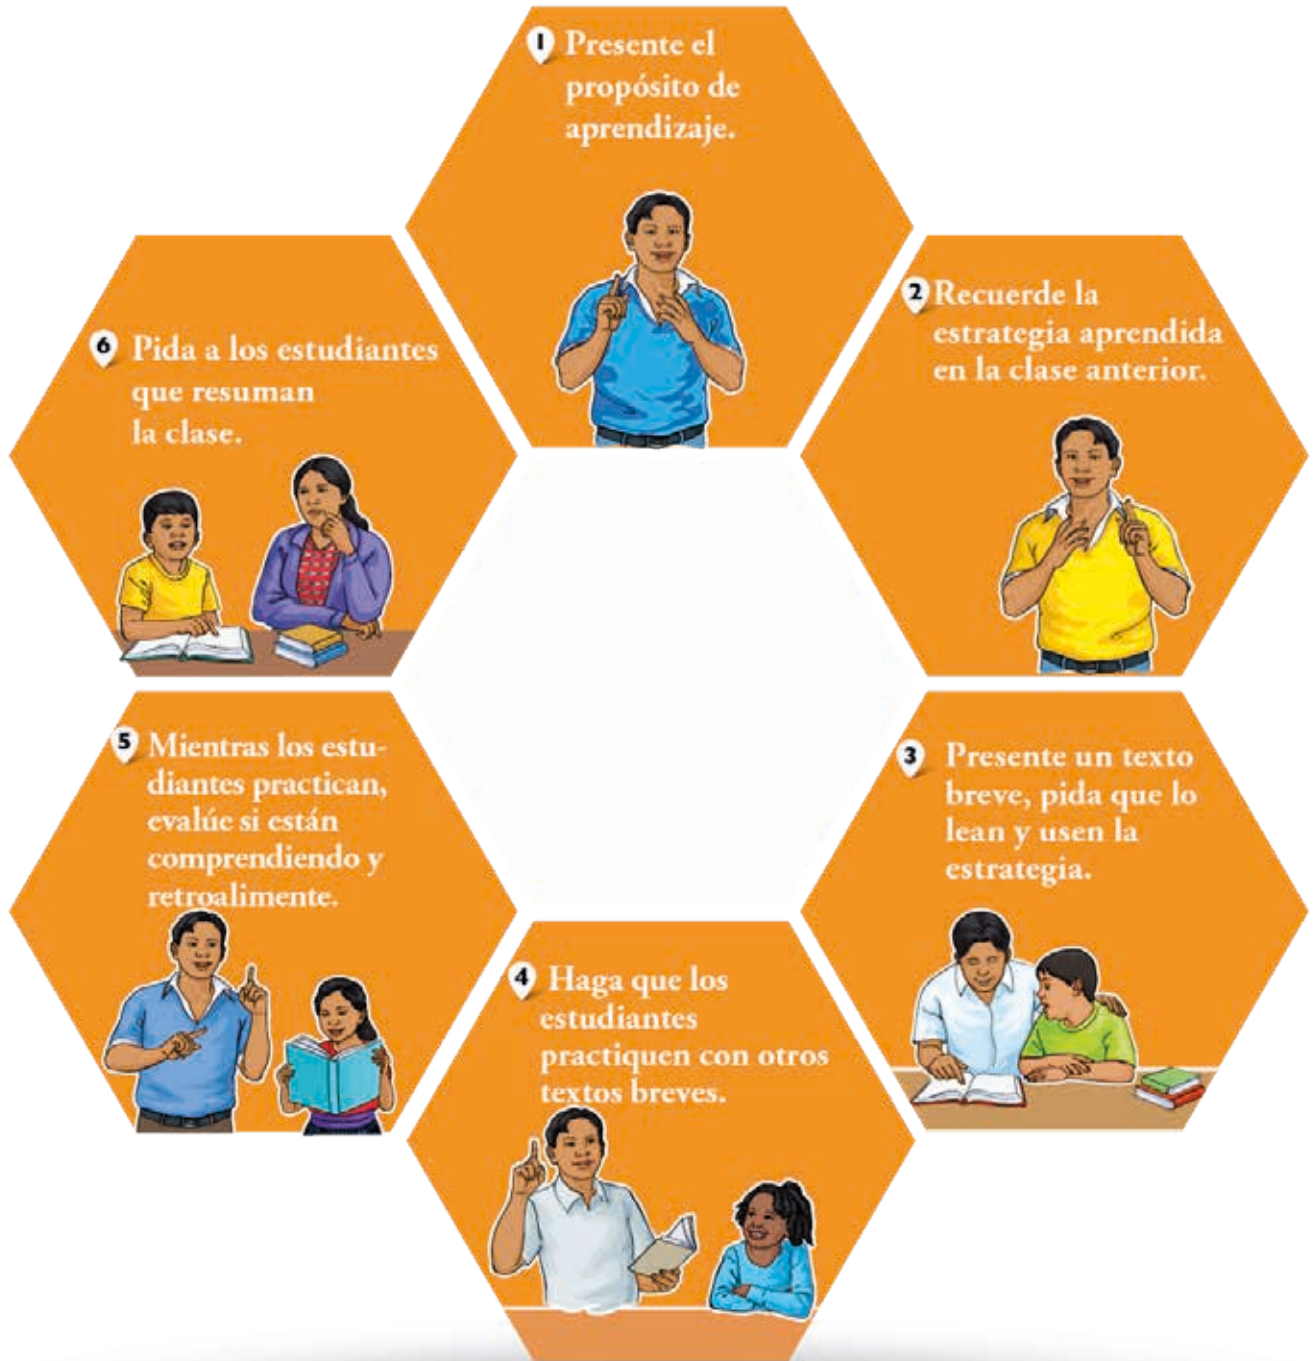 1 Presente el
propósito de
aprendizaje.
2 Recuerde la
estrategia aprendida
en la clase anterior.
3 Presente un texto
breve, pida que lo
lean y usen la
estrategia.
4 Haga que los
estudiantes
practiquen con otros
textos breves.
5 Mientras los estu-
diantes practican,
evalúe si están
comprendiendo y
retroalimente.
6 Pida a los estudiantes
que resuman
la clase.